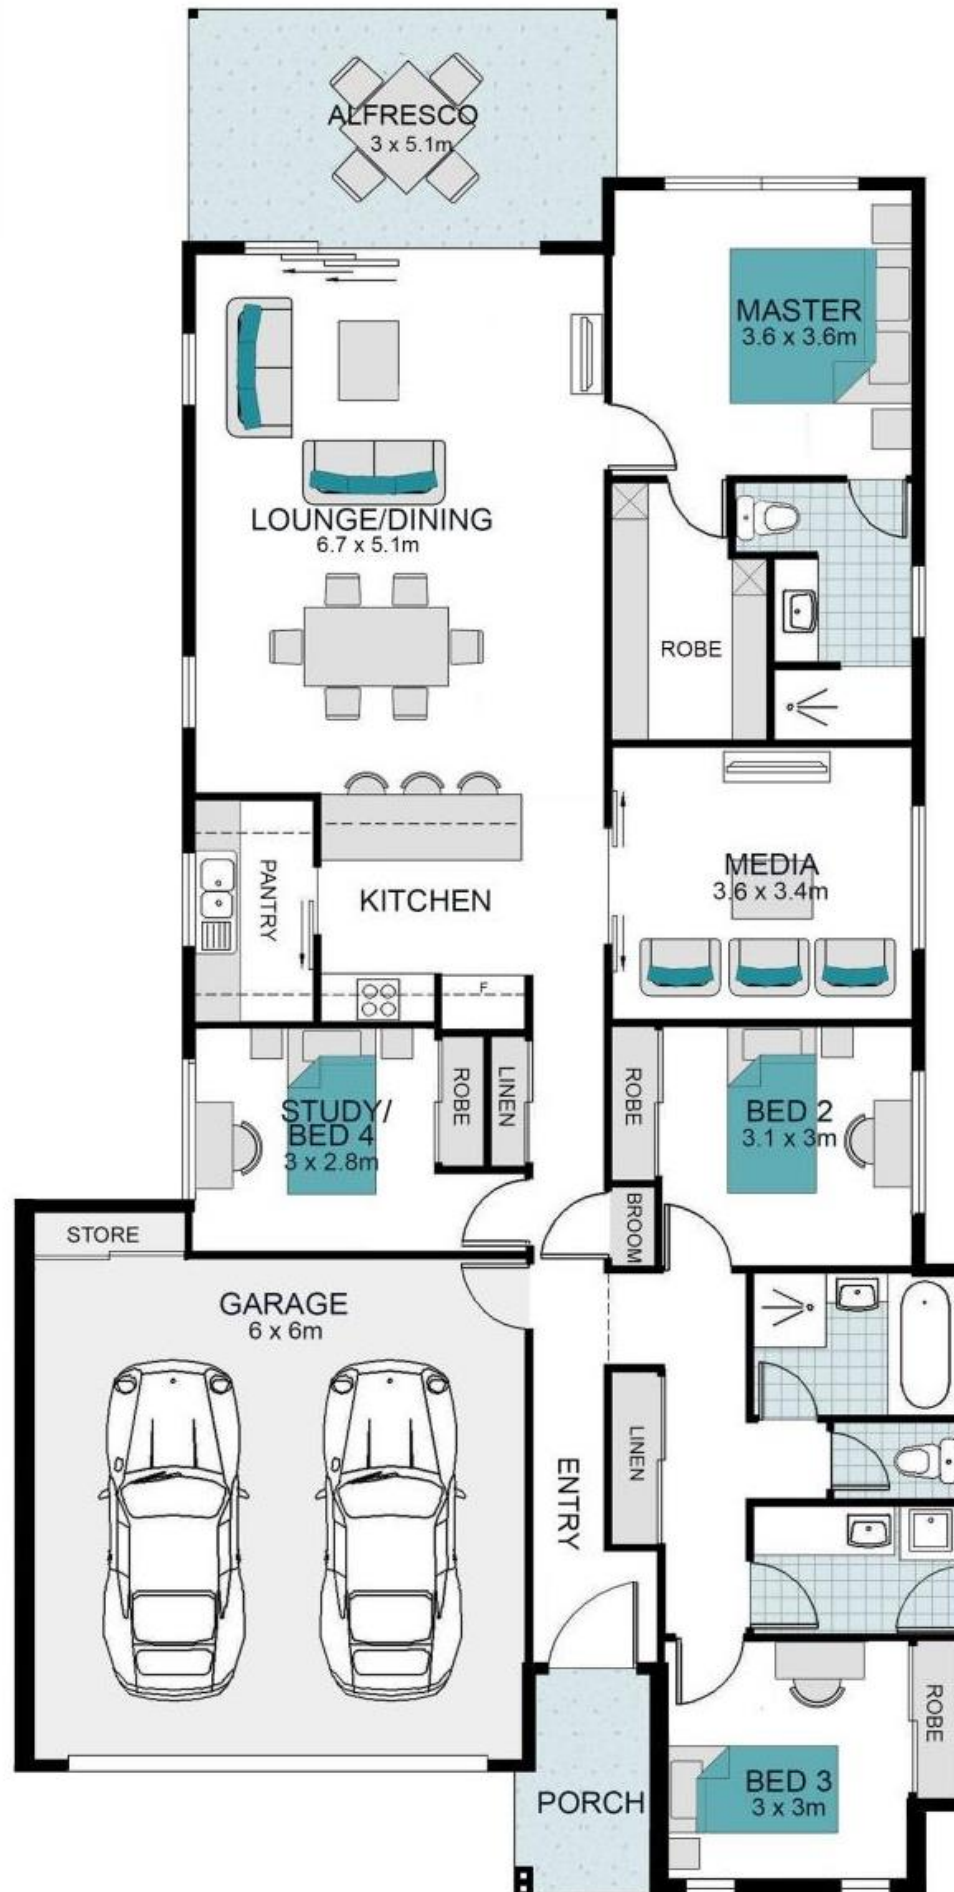 ALFRESCO
3 x 5.1m
MASTER
3.6 x 3.6m
LOUNGE/DINING
6.7 x 5.1m
ROBE
PANTRY
KITCHEN
MEDIA
3.6 x 3.4m
F
STUDY/
BED 4
3 x 2.8m
ROBE
LINEN
ROBE
BED 2
3.1 x 3m
BROOM
STORE
GARAGE
6 x 6m
LINEN
ENTRY
ROBE
PORCH
BED 3
3 x 3m